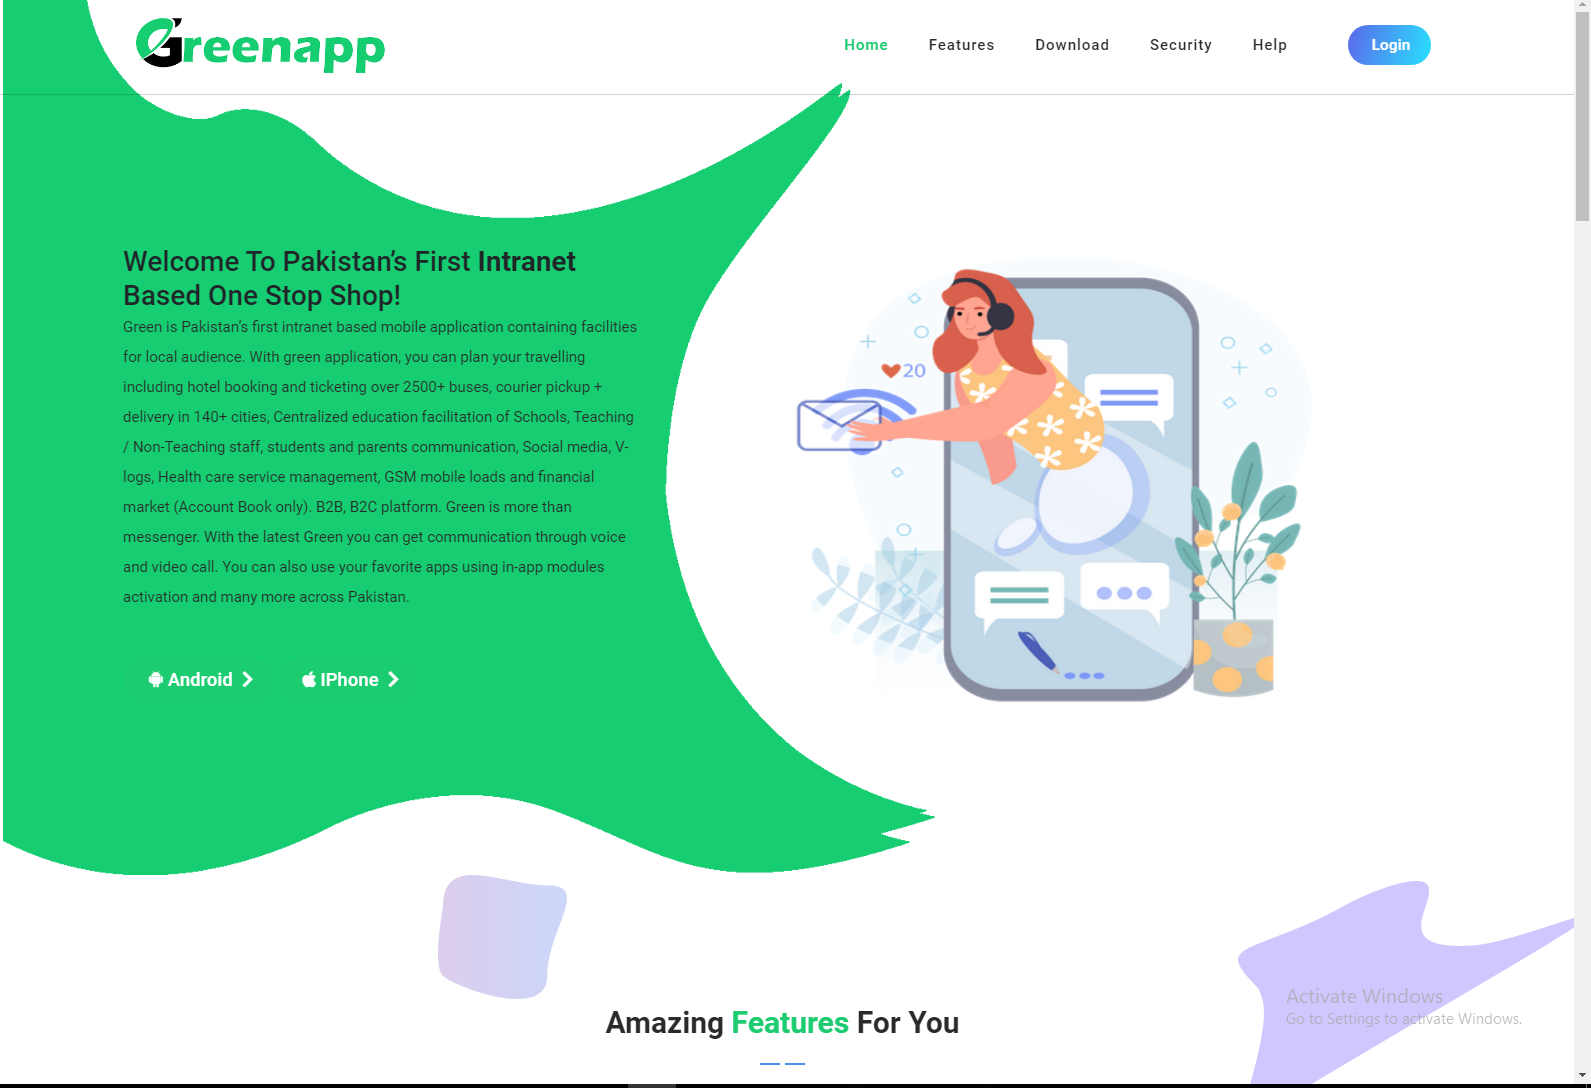 Greenapp
Home Features Download Security Help Login
Welcome To Pakistan’s First Intranet
Based One Stop Shop!
Green is Pakistan’s first intranet based mobile application containing facilities
for local audience. With green application, you can plan your travelling
including hotel booking and ticketing over 2500+ buses, courier pickup +
delivery in 140+ cities, Centralized education facilitation of Schools, Teaching
/ Non-Teaching staff, students and parents communication, Social media, V-
logs, Health care service management, GSM mobile loads and financial
market (Account Book only). B2B, B2C platform. Green is more than
messenger. With the latest Green you can get communication through voice
and video call. You can also use your favorite apps using in-app modules
activation and many more across Pakistan.
Android IPhone
20
Amazing Features For You
Activate Windows
Go to Settings to activate Windows.